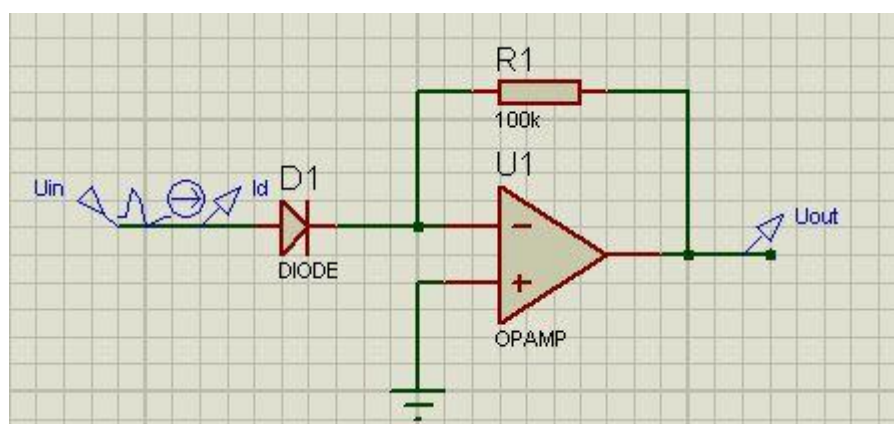 R1
100k
U1
Uin
Id
D1
DIODE
Uout
OPAMP